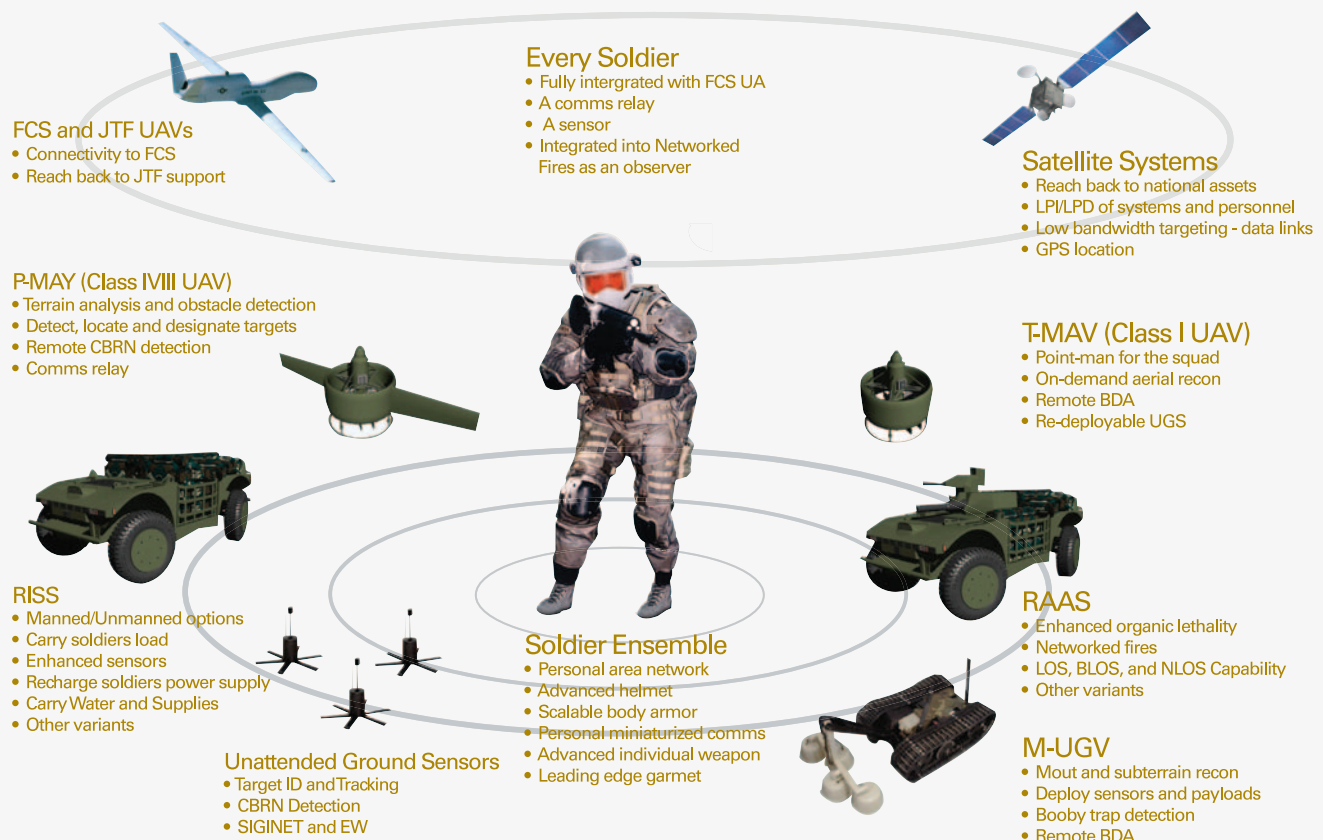 Every Soldier
• Fully intergrated with FCS UA
• A comms relay
• A sensor
• Integrated into Networked
Fires as an observer
FCS and JTF UAVs
• Connectivity to FCS
• Reach back to JTF support
Satellite Systems
• Reach back to national assets
• LPI/LPD of systems and personnel
• Low bandwidth targeting - data links
• GPS location
P-MAY (Class IVIII UAV)
• Terrain analysis and obstacle detection
• Detect, locate and designate targets
• Remote CBRN detection
• Comms relay
T-MAV (Class I UAV)
• Point-man for the squad
• On-demand aerial recon
• Remote BDA
• Re-deployable UGS
RISS
• Manned/Unmanned options
• Carry soldiers load
• Enhanced sensors
• Recharge soldiers power supply
• Carry Water and Supplies
• Other variants
RAAS
• Enhanced organic lethality
• Networked fires
• LOS, BLOS, and NLOS Capability
• Other variants
Soldier Ensemble
• Personal area network
• Advanced helmet
• Scalable body armor
• Personal miniaturized comms
• Advanced individual weapon
• Leading edge garmet
Unattended Ground Sensors
• Target ID and Tracking
• CBRN Detection
• SIGINET and EW
M-UGV
• Mout and subterrain recon
• Deploy sensors and payloads
• Booby trap detection
• Remote BDA